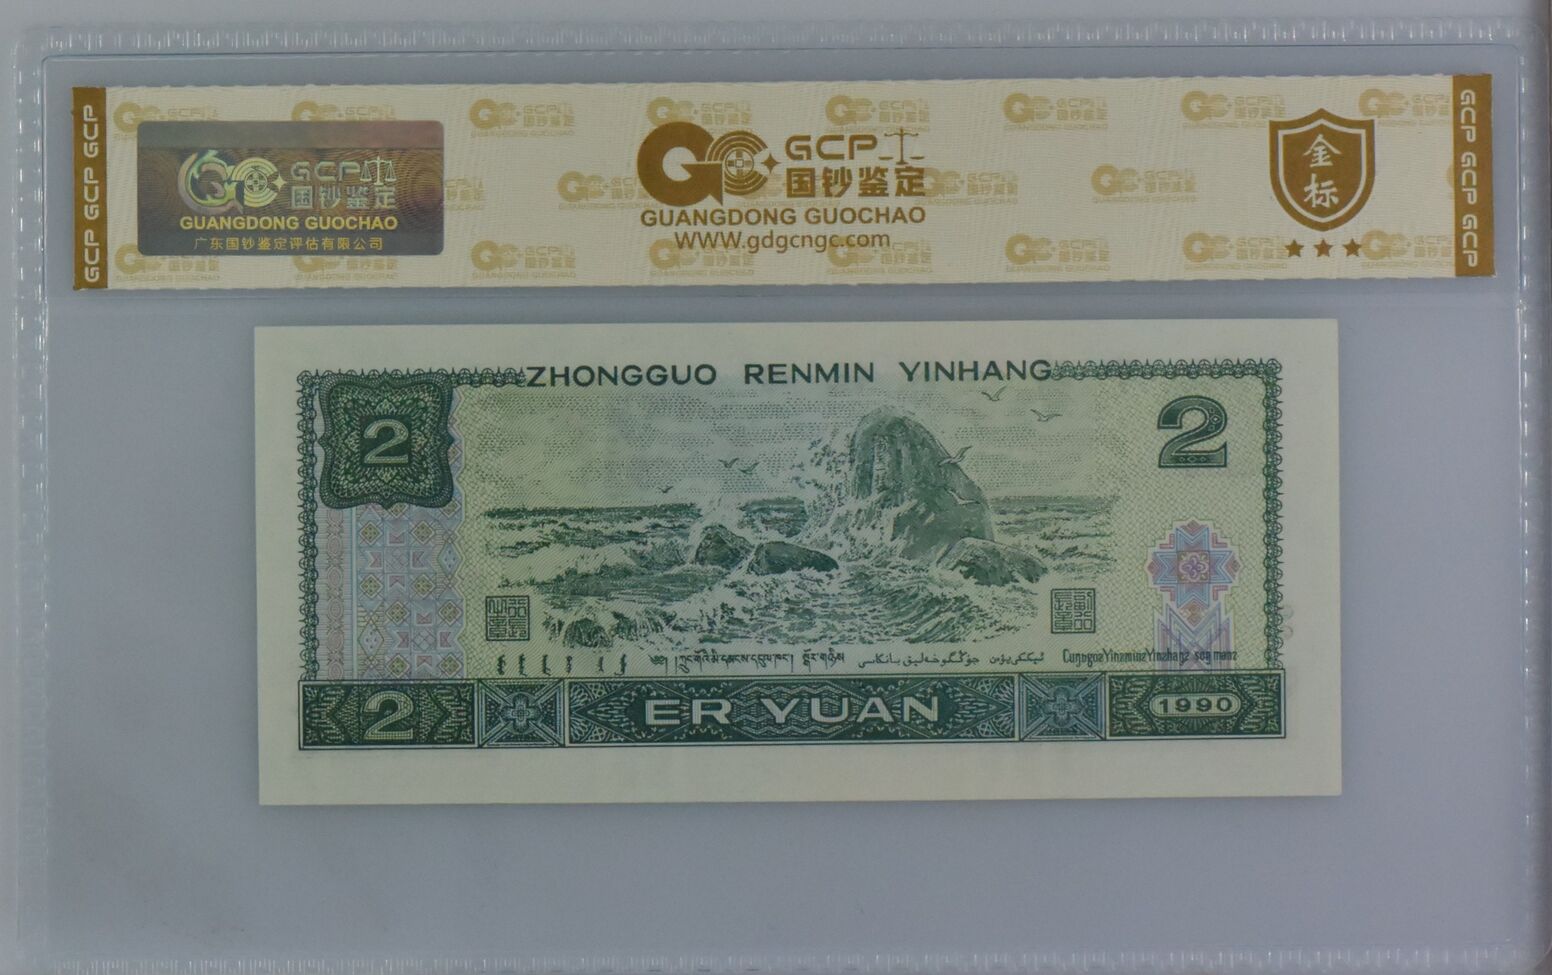 GCP GCP GCP
GCP 国钞鉴定
GUANGDONG GUOCHAO
广东国钞鉴定评估有限公司
GCP
国钞鉴定
GUANGDONG GUOCHAO
WWW.gdgcngc.com
金标
GCP GCP GCP
ZHONGGUO RENMIN YINHANG
2
2
2
ER YUAN
1990